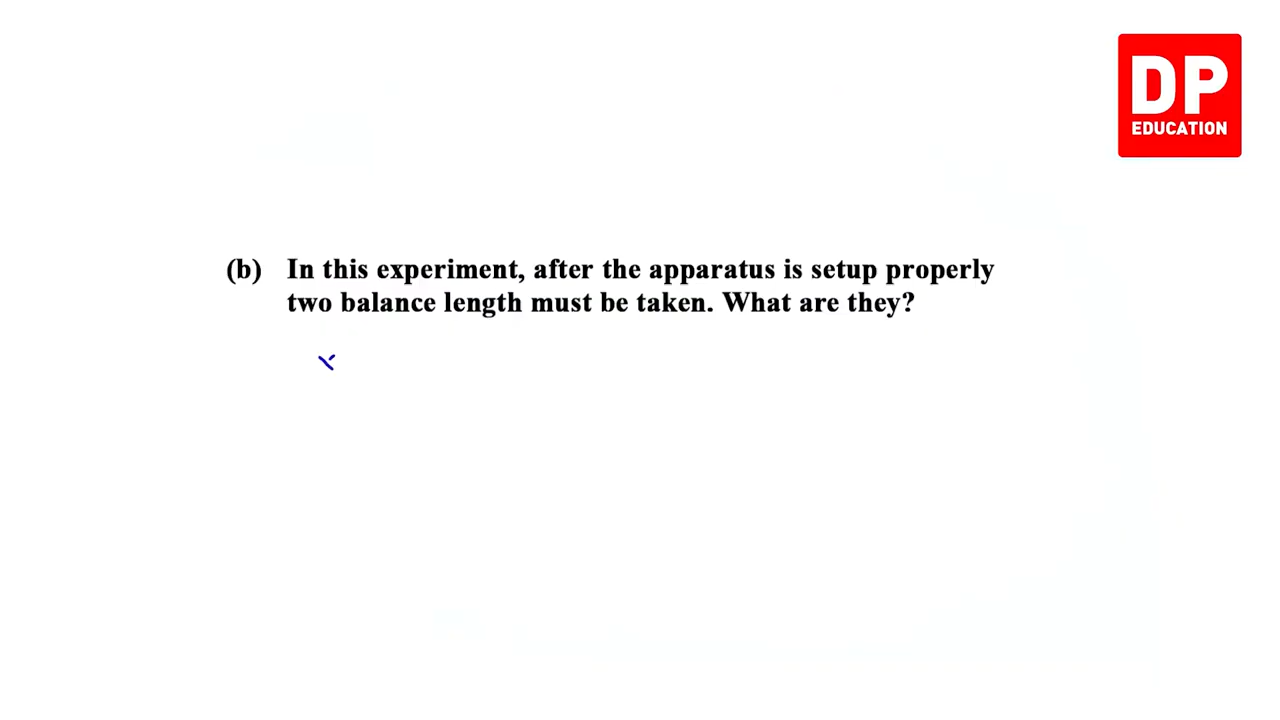 DP
EDUCATION
(b) In this experiment, after the apparatus is setup properly
two balance length must be taken. What are they?